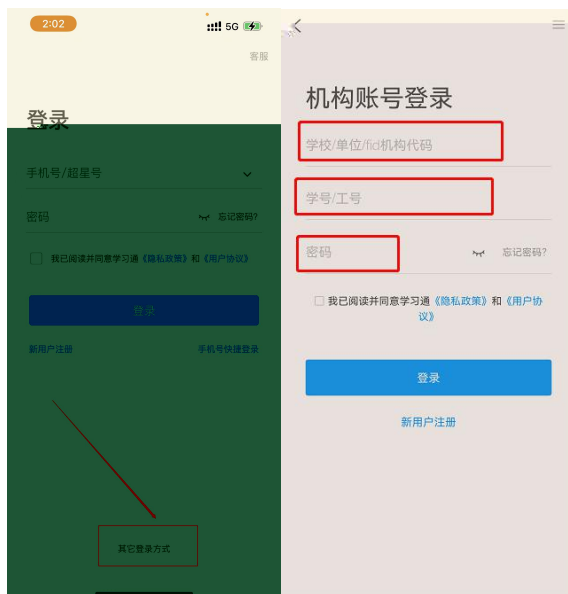 2:02
5G
客服
登录
手机号/超星号
密码
忘记密码?
我已阅读并同意学习通《隐私政策》和《用户协议》
登录
新用户注册
手机号快捷登录
其它登录方式
机构账号登录
学校/单位/fid机构代码
学号/工号
密码
忘记密码?
我已阅读并同意学习通《隐私政策》和《用户协
议》
登录
新用户注册